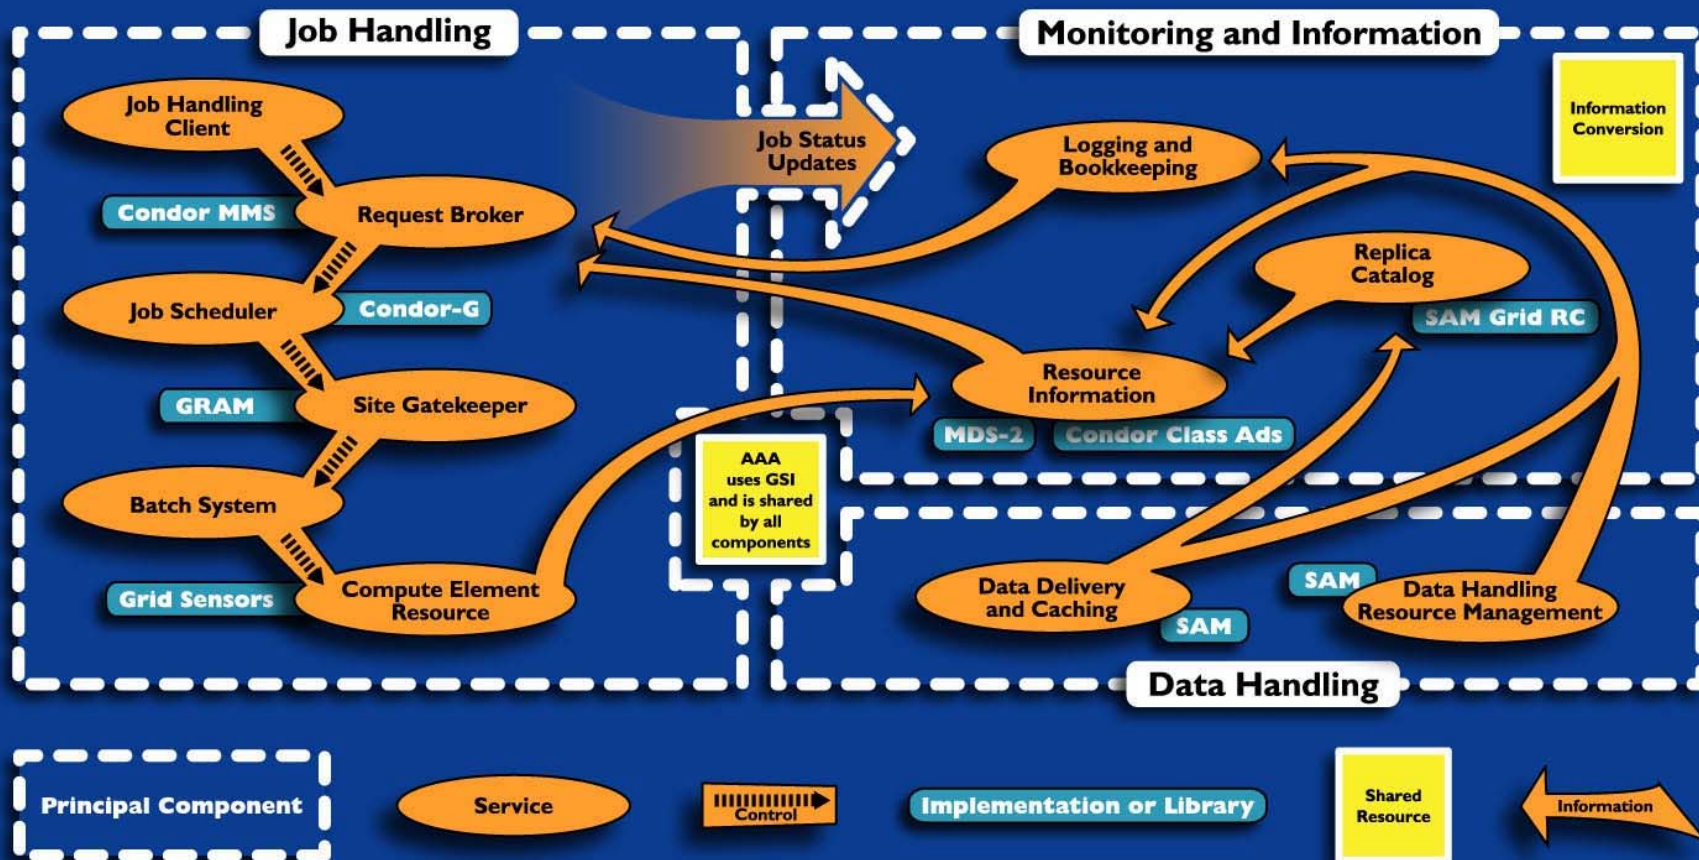 Job Handling
Job Handling
Client
Condor MMS
Request Broker
Job Scheduler
Condor-G
GRAM
Site Gatekeeper
Batch System
Grid Sensors
Compute Element
Resource
Job Status
Updates
AAA
uses GSI
and is shared
by all
components
Monitoring and Information
Information
Conversion
Logging and
Bookkeeping
Replica
Catalog
SAM Grid RC
Resource
Information
MDS-2
Condor Class Ads
Data Delivery
and Caching
SAM
SAM
Data Handling
Resource Management
Data Handling
Principal Component
Service
Control
Implementation or Library
Shared
Resource
Information